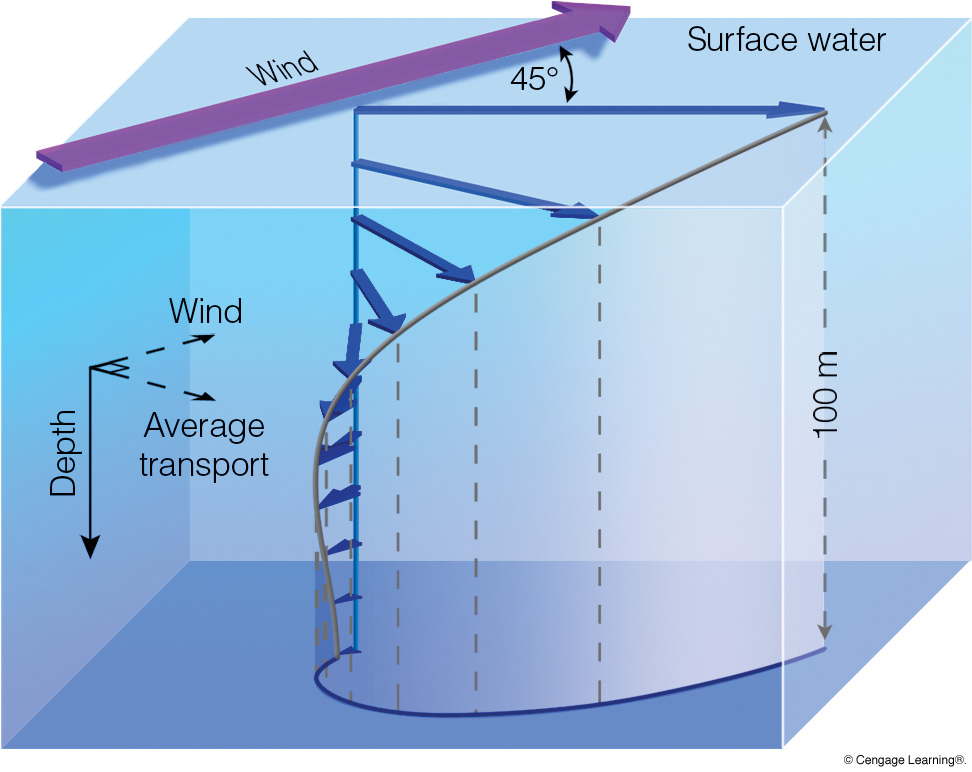 Surface water
Wind
45°
Wind
Average
transport
Depth
100 m
© Cengage Learning®.